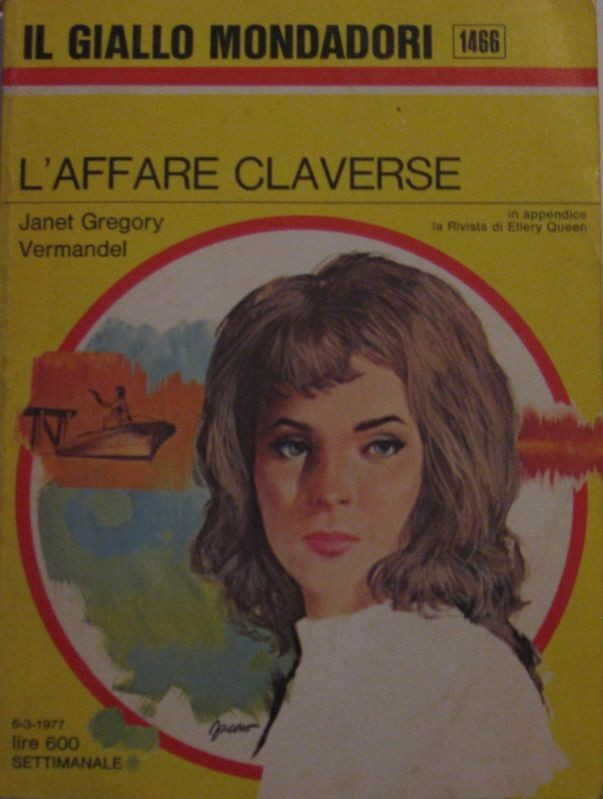 IL GIALLO MONDADORI 1466
L'AFFARE CLAVERSE
Janet Gregory
Vermandel
in appendice
la Rivista di Ellery Queen
6-3-1977
lire 600
SETTIMANALE